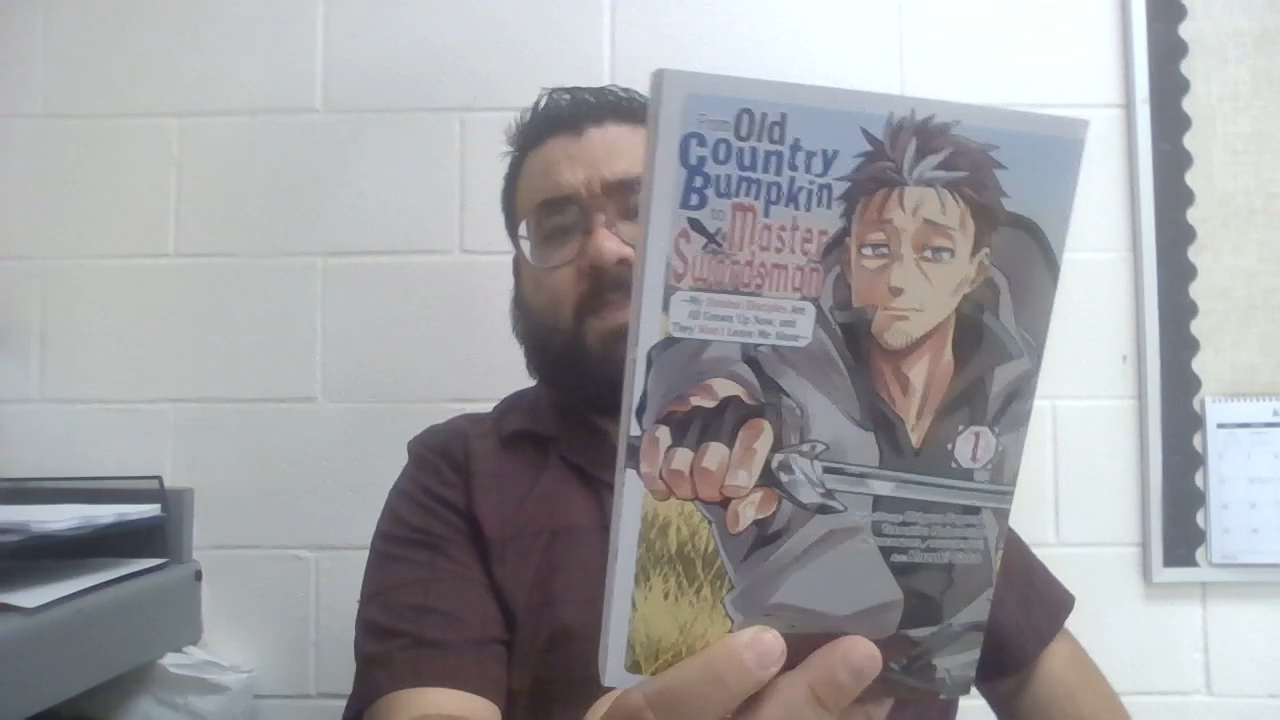 From Old
Country
Bumpkin
to Master
Swordsman
—My Hotshot Disciples Are
All Grown Up Now, and
They Won't Leave Me Alone—
1